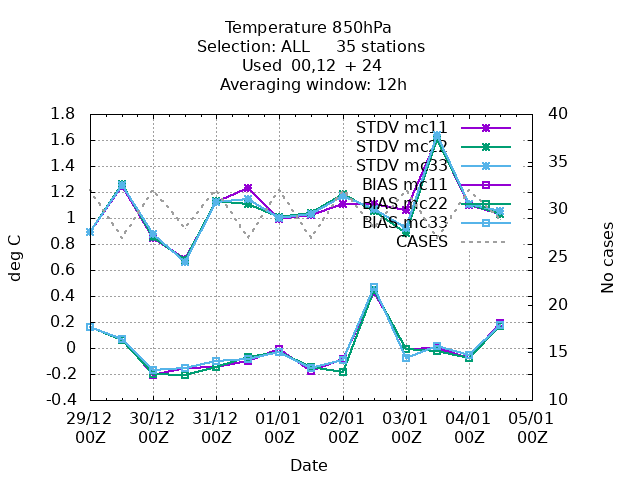 Temperature 850hPa
Selection: ALL 35 stations
Used 00,12 + 24
Averaging window: 12h
1.8
1.6
1.4
1.2
1
0.8
0.6
0.4
0.2
0
-0.2
-0.4
deg C
40
35
30
25
20
15
10
No cases
STDV mc11
STDV mc22
STDV mc33
BIAS mc11
BIAS mc22
BIAS mc33
CASES
29/12 30/12 31/12 01/01 02/01 03/01 04/01 05/01
00Z 00Z 00Z 00Z 00Z 00Z 00Z 00Z
Date